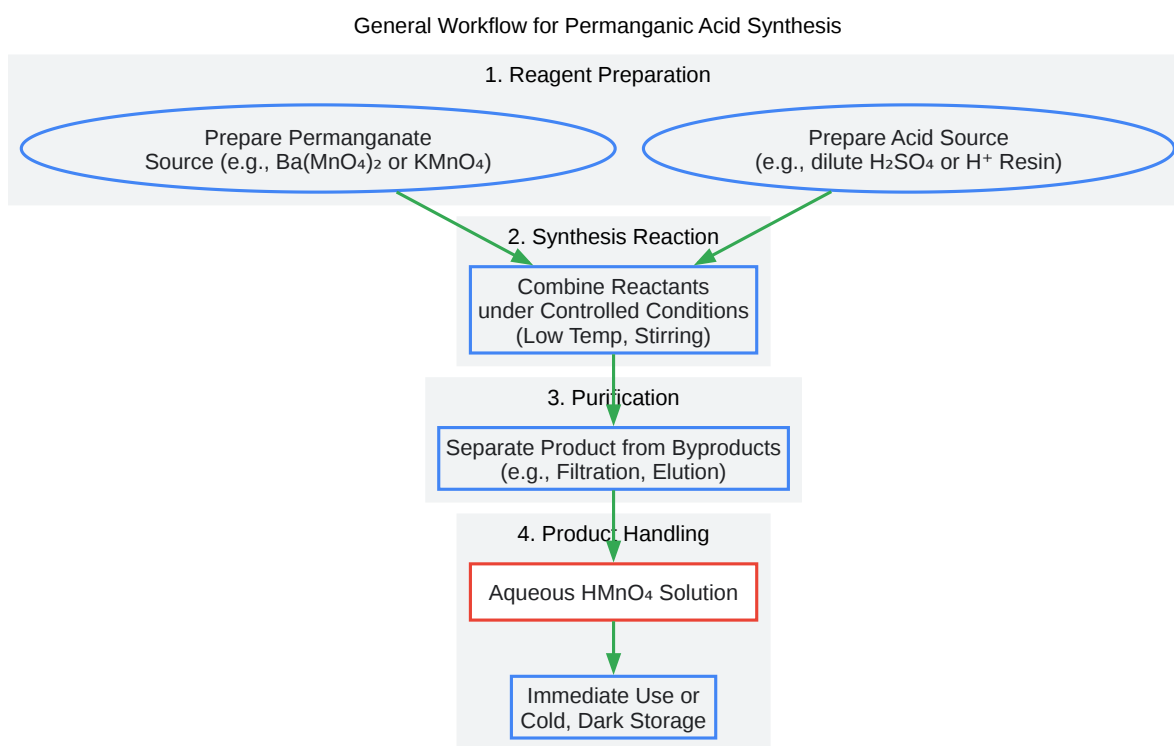 General Workflow for Permanganic Acid Synthesis
1. Reagent Preparation
Prepare Permanganate
Source (e.g., Ba(MnO₄)₂ or KMnO₄)
Prepare Acid Source
(e.g., dilute H₂SO₄ or H⁺ Resin)
2. Synthesis Reaction
Combine Reactants
under Controlled Conditions
(Low Temp, Stirring)
3. Purification
Separate Product from Byproducts
(e.g., Filtration, Elution)
4. Product Handling
Aqueous HMnO₄ Solution
Immediate Use or
Cold, Dark Storage